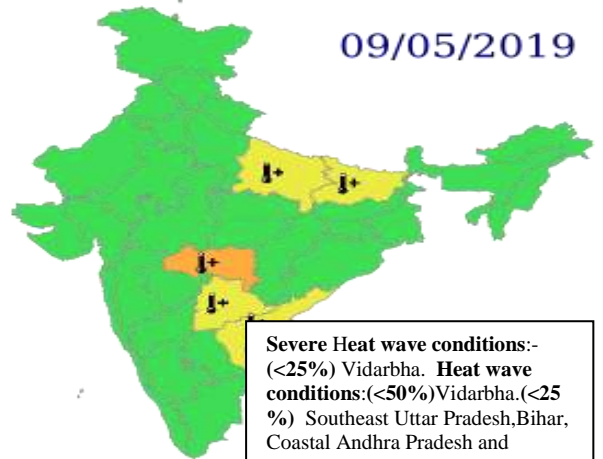 09/05/2019
Severe Heat wave conditions:-
(<25%) Vidarbha. Heat wave
conditions:(<50%)Vidarbha.(<25
%) Southeast Uttar Pradesh,Bihar,
Coastal Andhra Pradesh and